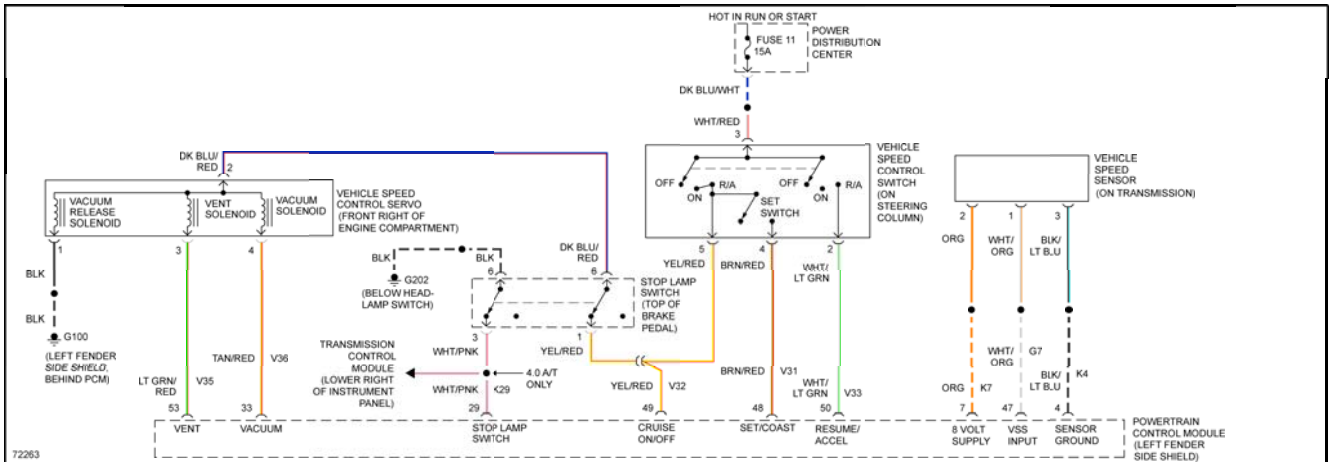 HOT IN RUN OR START
FUSE 11
15A
POWER
DISTRIBUTION
CENTER
DK BLU/WHT
WHT/RED
3
DK BLU/
RED
2
VACUUM
RELEASE
SOLENOID
VENT
SOLENOID
VACUUM
SOLENOID
VEHICLE SPEED
CONTROL SERVO
(FRONT RIGHT OF
ENGINE COMPARTMENT)
1
3
4
OFF
ON
R/A
SET
SWITCH
OFF
ON
R/A
VEHICLE
SPEED
CONTROL
SWITCH
(ON
STEERING
COLUMN)
5
4
2
VEHICLE
SPEED
SENSOR
(ON TRANSMISSION)
2
1
3
ORG
WHT/
ORG
BLK/
LT BLU
BLK
BLK
G100
(LEFT FENDER
SIDE SHIELD,
BEHIND PCM)
BLK
BLK
G202
(BELOW HEAD-
LAMP SWITCH)
DK BLU/
RED
6
6
STOP LAMP
SWITCH
(TOP OF
BRAKE
PEDAL)
3
1
YEL/RED
BRN/RED
WHT/
LT GRN
WHT/PNK
YEL/RED
TRANSMISSION
CONTROL
MODULE
(LOWER RIGHT
OF INSTRUMENT
PANEL)
4.0 A/T
ONLY
WHT/PNK
K29
YEL/RED
V32
BRN/RED
V31
WHT/
LT GRN
V33
LT GRN/
RED
V35
TAN/RED
V36
ORG
K7
WHT/
ORG
G7
BLK/
LT BLU
K4
53
33
29
49
48
50
7
47
4
VENT
VACUUM
STOP LAMP
SWITCH
CRUISE
ON/OFF
SET/COAST
RESUME/
ACCEL
8 VOLT
SUPPLY
VSS
INPUT
SENSOR
GROUND
POWERTRAIN
CONTROL MODULE
(LEFT FENDER
SIDE SHIELD)
72263